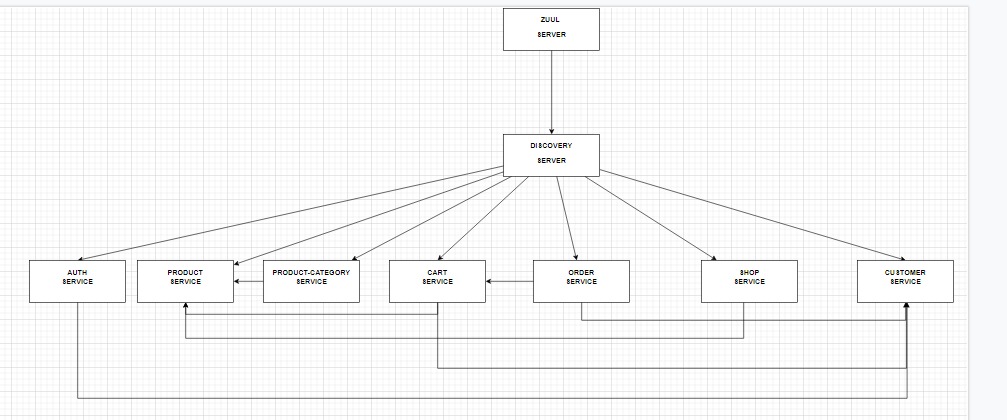 ZUUL
SERVER
DISCOVERY
SERVER
AUTH
SERVICE
PRODUCT
SERVICE
PRODUCT-CATEGORY
SERVICE
CART
SERVICE
ORDER
SERVICE
SHOP
SERVICE
CUSTOMER
SERVICE